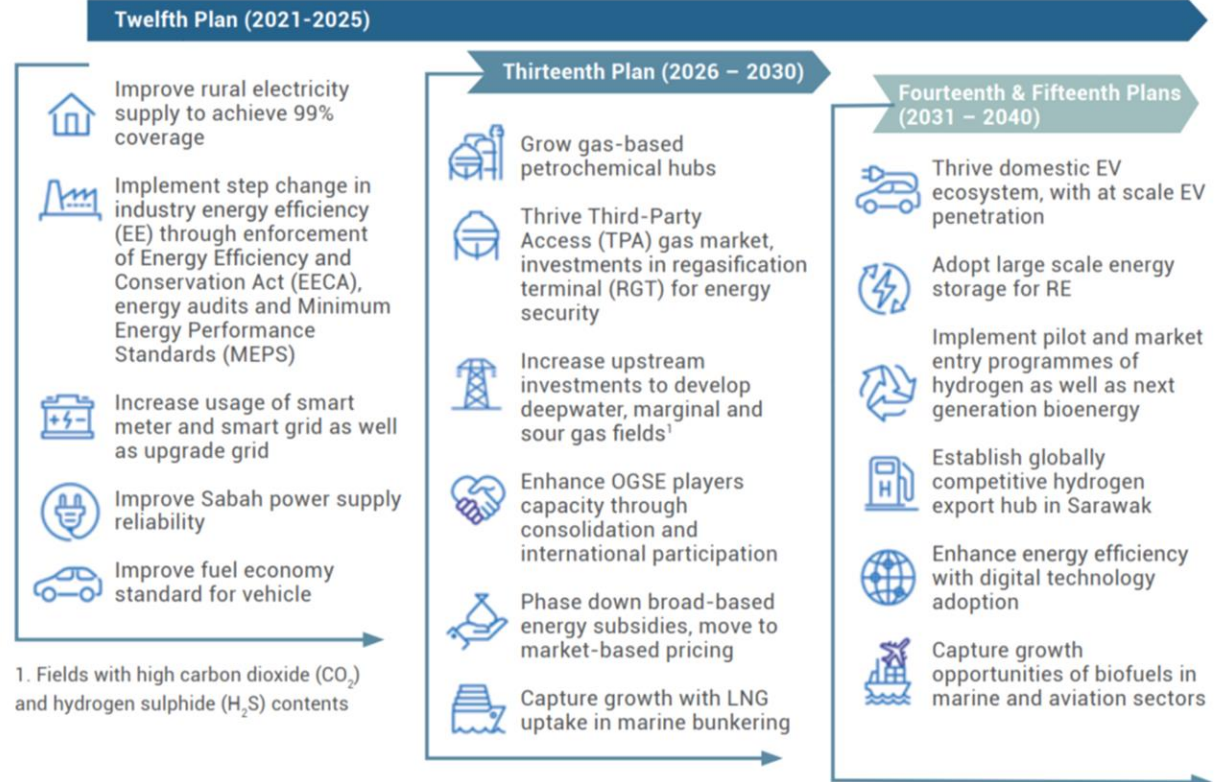 Twelfth Plan (2021-2025)
Improve rural electricity
supply to achieve 99%
coverage
Implement step change in
industry energy efficiency
(EE) through enforcement
of Energy Efficiency and
Conservation Act (EECA),
energy audits and Minimum
Energy Performance
Standards (MEPS)
Increase usage of smart
meter and smart grid as well
as upgrade grid
Improve Sabah power supply
reliability
Improve fuel economy
standard for vehicle
1. Fields with high carbon dioxide (CO₂)
and hydrogen sulphide (H₂S) contents
Thirteenth Plan (2026 – 2030)
Grow gas-based
petrochemical hubs
Thrive Third-Party
Access (TPA) gas market,
investments in regasification
terminal (RGT) for energy
security
Increase upstream
investments to develop
deepwater, marginal and
sour gas fields¹
Enhance OGSE players
capacity through
consolidation and
international participation
Phase down broad-based
energy subsidies, move to
market-based pricing
Capture growth with LNG
uptake in marine bunkering
Fourteenth & Fifteenth Plans
(2031 – 2040)
Thrive domestic EV
ecosystem, with at scale EV
penetration
Adopt large scale energy
storage for RE
Implement pilot and market
entry programmes of
hydrogen as well as next
generation bioenergy
H
Establish globally
competitive hydrogen
export hub in Sarawak
Enhance energy efficiency
with digital technology
adoption
Capture growth
opportunities of biofuels in
marine and aviation sectors